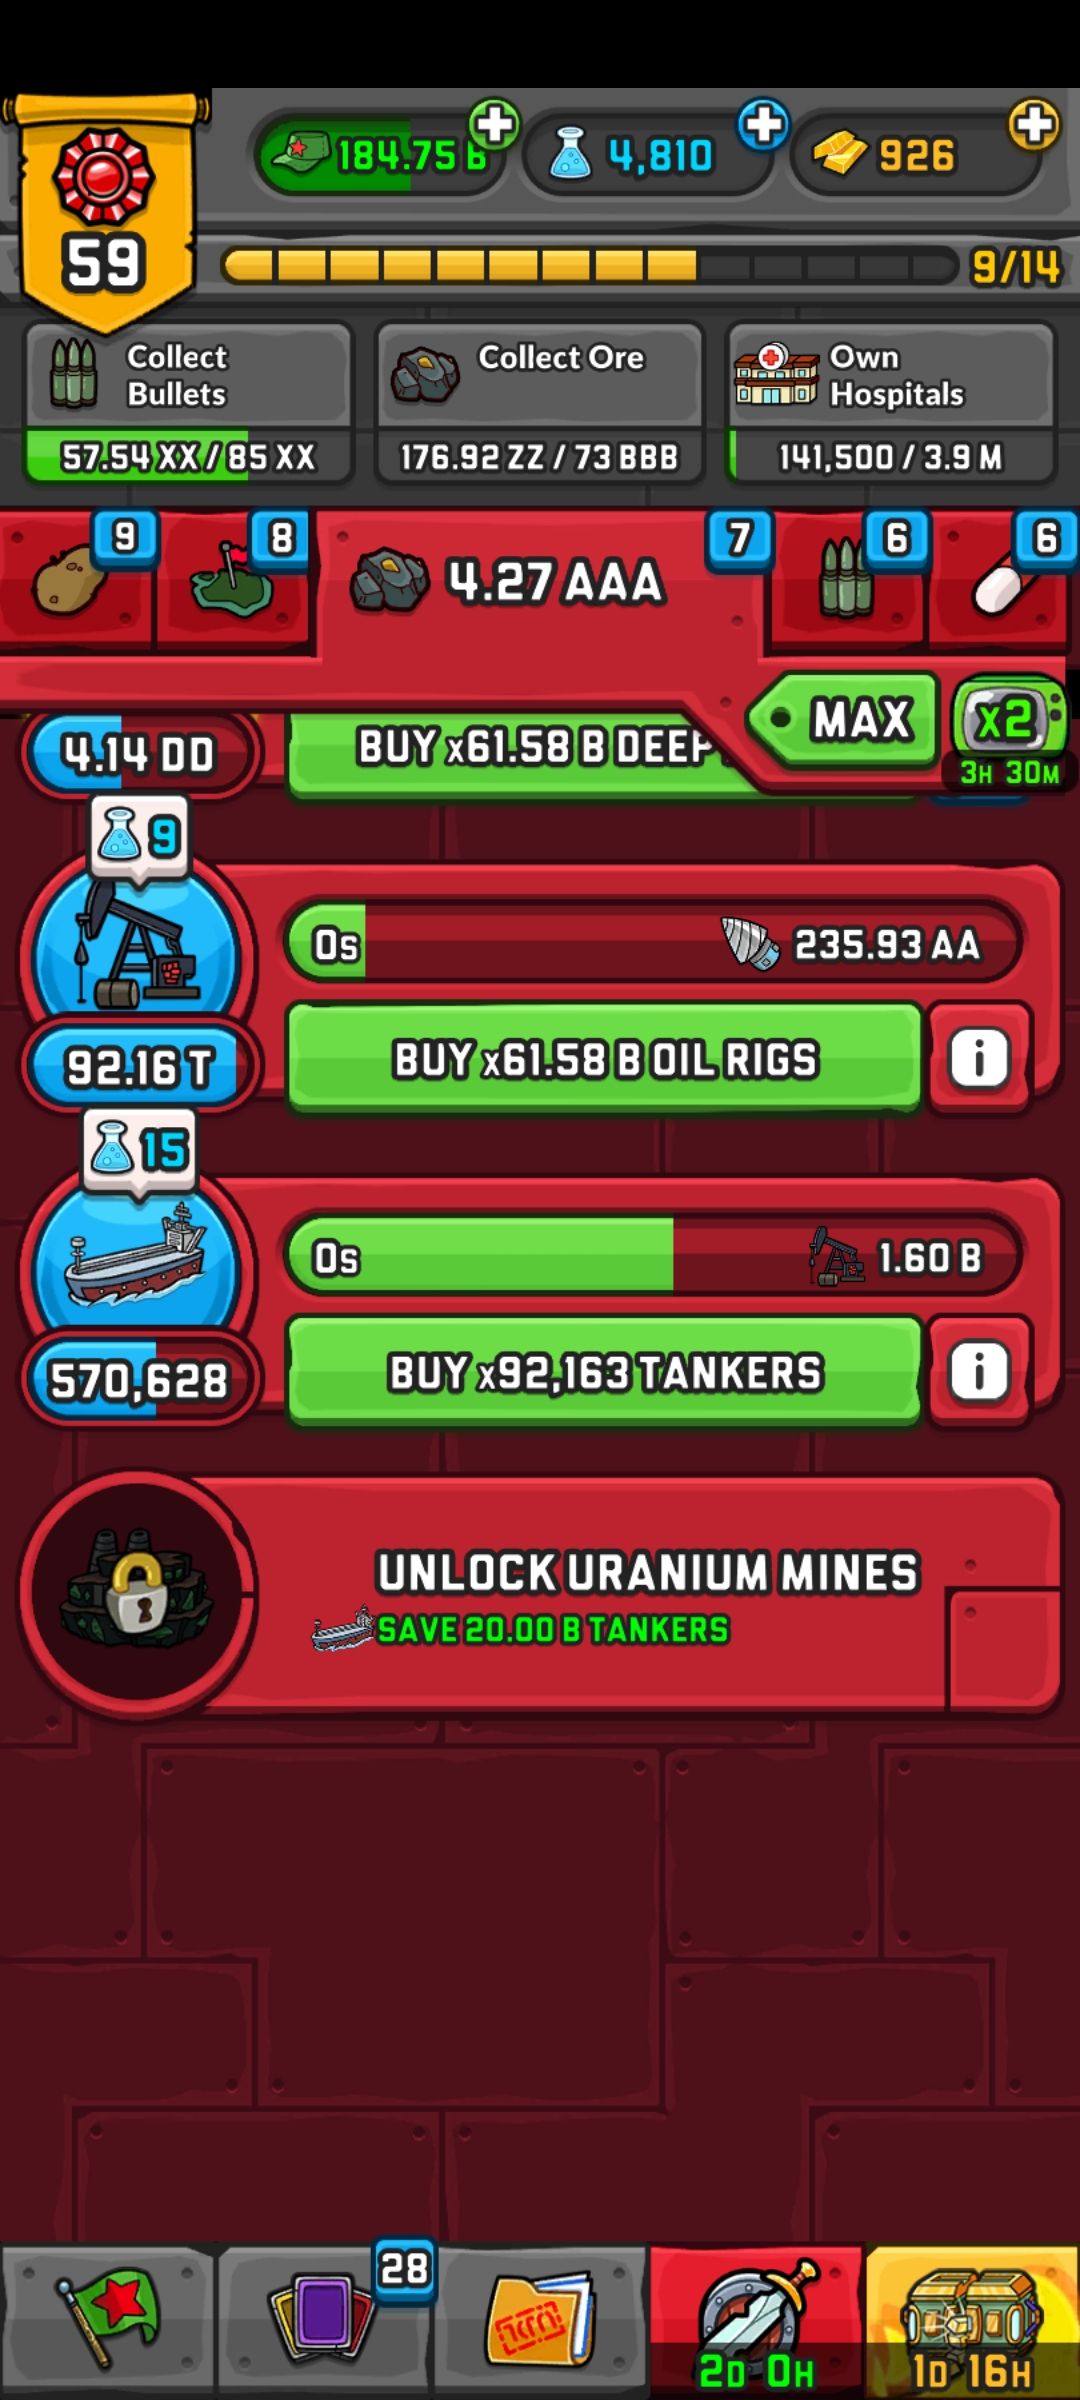 184.75 B
4,810
926
59
9/14
Collect
Bullets
57.54 XX / 85 XX
Collect Ore
176.92 ZZ / 73 BBB
Own
Hospitals
141,500 / 3.9 M
9
8
4.27 AAA
7
6
6
MAX
x2
3H 30M
4.14 DD
BUY x61.58 B DEEP
9
0s
235.93 AA
92.16 T
BUY x61.58 B OIL RIGS
i
15
0s
1.60 B
570,628
BUY x92,163 TANKERS
i
UNLOCK URANIUM MINES
SAVE 20.00 B TANKERS
28
2D 0H
1D 16H